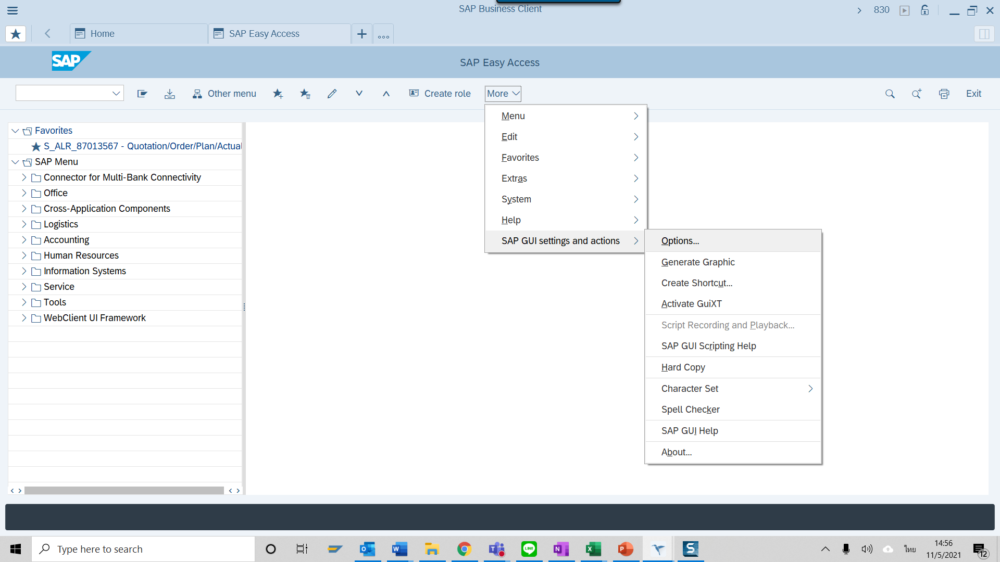 SAP Business Client
830
Home
SAP Easy Access
SAP
SAP Easy Access
Other menu
Create role
More
Exit
Menu
Edit
Favorites
Extras
System
Help
SAP GUI settings and actions
Options...
Generate Graphic
Create Shortcut...
Activate GuiXT
Script Recording and Playback...
SAP GUI Scripting Help
Hard Copy
Character Set
Spell Checker
SAP GUI Help
About...
Favorites
S_ALR_87013567 - Quotation/Order/Plan/Actual
SAP Menu
Connector for Multi-Bank Connectivity
Office
Cross-Application Components
Logistics
Accounting
Human Resources
Information Systems
Service
Tools
WebClient UI Framework
Type here to search
ไทย
14:56
11/5/2021
12